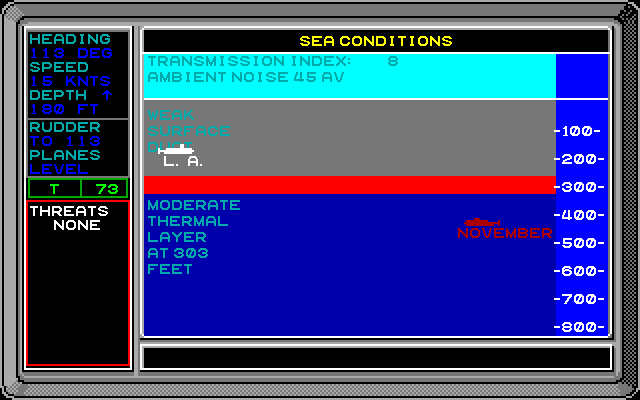 HEADING
113 DEG
SPEED
15 KNTS
DEPTH ↑
180 FT
RUDDER
TO 113
PLANES
LEVEL
T 73
THREATS
NONE
SEA CONDITIONS
TRANSMISSION INDEX: 8
AMBIENT NOISE 45 AV
WEAK
SURFACE
DUCT
L. A.
MODERATE
THERMAL
LAYER
AT 303
FEET
NOVEMBER
-100-
-200-
-300-
-400-
-500-
-600-
-700-
-800-